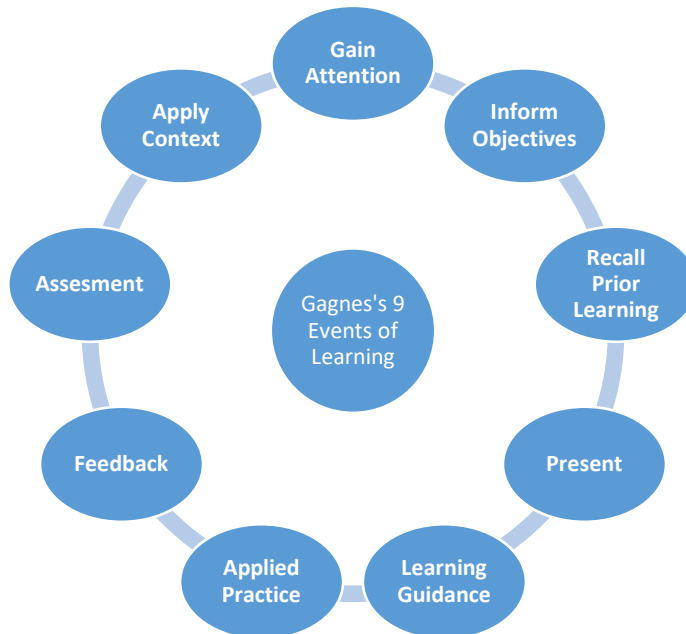 Gain
Attention
Inform
Objectives
Recall
Prior
Learning
Present
Learning
Guidance
Applied
Practice
Feedback
Assesment
Apply
Context
Gagnes's 9
Events of
Learning